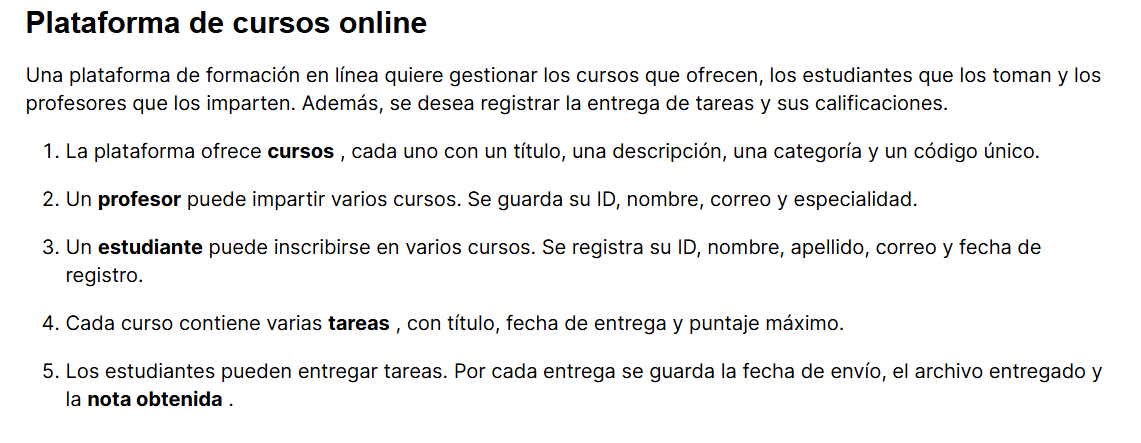 Plataforma de cursos online
Una plataforma de formación en línea quiere gestionar los cursos que ofrecen, los estudiantes que los toman y los
profesores que los imparten. Además, se desea registrar la entrega de tareas y sus calificaciones.
1. La plataforma ofrece cursos , cada uno con un título, una descripción, una categoría y un código único.
2. Un profesor puede impartir varios cursos. Se guarda su ID, nombre, correo y especialidad.
3. Un estudiante puede inscribirse en varios cursos. Se registra su ID, nombre, apellido, correo y fecha de
registro.
4. Cada curso contiene varias tareas , con título, fecha de entrega y puntaje máximo.
5. Los estudiantes pueden entregar tareas. Por cada entrega se guarda la fecha de envío, el archivo entregado y
la nota obtenida .